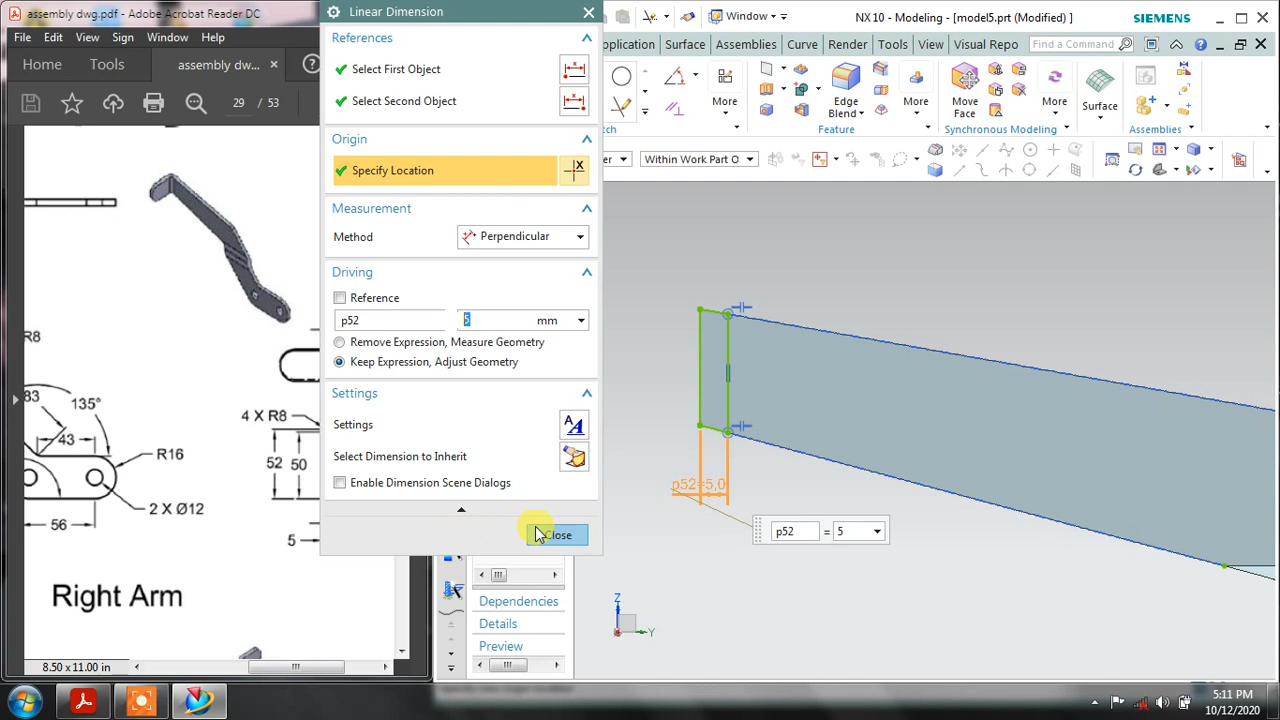 assembly dwg.pdf - Adobe Acrobat Reader DC
File Edit View Sign Window Help
Home Tools assembly dw...
29 / 53
R8
83
135°
43
R16
2 X Ø12
56
4 X R8
52 50
5
Right Arm
8.50 x 11.00 in
Linear Dimension
References
Select First Object
Select Second Object
Origin
Specify Location
Measurement
Method Perpendicular
Driving
Reference
p52 5 mm
Remove Expression, Measure Geometry
Keep Expression, Adjust Geometry
Settings
Settings
Select Dimension to Inherit
Enable Dimension Scene Dialogs
Close
Window NX 10 - Modeling - [model5.prt (Modified) ] SIEMENS
pplication Surface Assemblies Curve Render Tools View Visual Repo Find a Command
More Edge Blend More Move Face More Surface
tch Feature Synchronous Modeling Assemblies
er Within Work Part O
p52=5,0
p52 = 5
Z
Y
Dependencies
Details
Preview
5:11 PM
10/12/2020